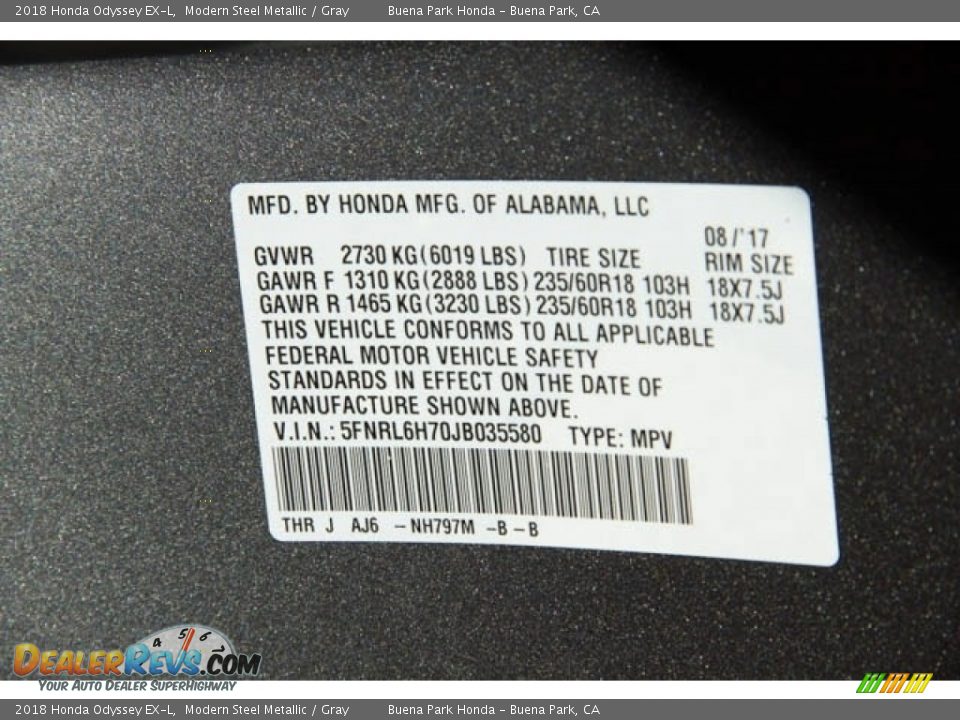 2018 Honda Odyssey EX-L, Modern Steel Metallic / Gray Buena Park Honda - Buena Park, CA
MFD. BY HONDA MFG. OF ALABAMA, LLC
08/'17
GVWR 2730 KG(6019 LBS) TIRE SIZE RIM SIZE
GAWR F 1310 KG(2888 LBS) 235/60R18 103H 18X7.5J
GAWR R 1465 KG(3230 LBS) 235/60R18 103H 18X7.5J
THIS VEHICLE CONFORMS TO ALL APPLICABLE
FEDERAL MOTOR VEHICLE SAFETY
STANDARDS IN EFFECT ON THE DATE OF
MANUFACTURE SHOWN ABOVE.
V.I.N.: 5FNRL6H70JB035580 TYPE: MPV
THR J AJ6 -NH797M -B-B
4 5 6 7
DEALERREVS.COM
YOUR AUTO DEALER SUPERHIGHWAY
2018 Honda Odyssey EX-L, Modern Steel Metallic / Gray Buena Park Honda - Buena Park, CA